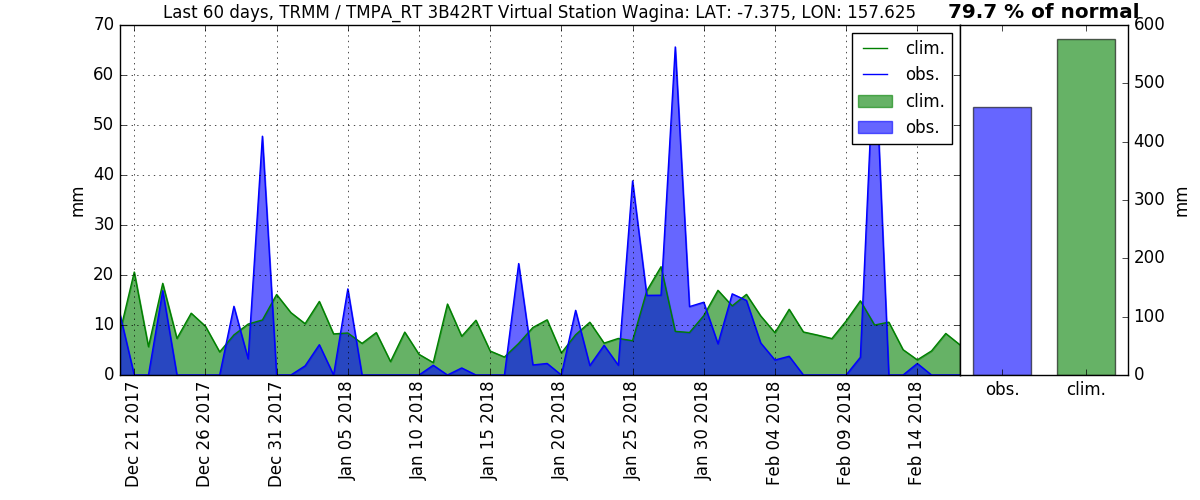 Last 60 days, TRMM / TMPA_RT 3B42RT Virtual Station Wagina: LAT: -7.375, LON: 157.625
79.7 % of normal
70
60
50
40
30
20
10
0
mm
clim.
obs.
clim.
obs.
Dec 21 2017
Dec 26 2017
Dec 31 2017
Jan 05 2018
Jan 10 2018
Jan 15 2018
Jan 20 2018
Jan 25 2018
Jan 30 2018
Feb 04 2018
Feb 09 2018
Feb 14 2018
600
500
400
300
200
100
0
mm
obs.
clim.